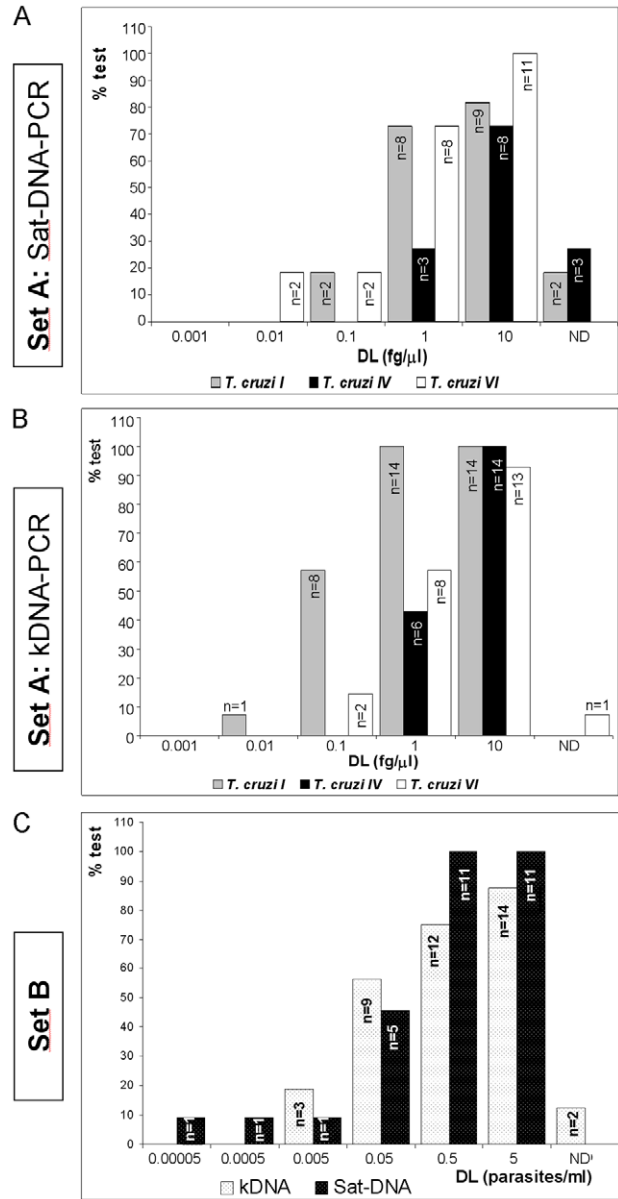 A
Set A: Sat-DNA-PCR
% test
110
100
90
80
70
60
50
40
30
20
10
0
n=2
n=2
n=2
n=8
n=3
n=8
n=9
n=8
n=11
n=2
n=3
0.001 0.01 0.1 1 10 ND
DL (fg/µl)
T. cruzi I T. cruzi IV T. cruzi VI
B
Set A: kDNA-PCR
% test
110
100
90
80
70
60
50
40
30
20
10
0
n=1
n=8
n=2
n=14
n=6
n=8
n=14
n=14
n=13
n=1
0.001 0.01 0.1 1 10 ND
DL (fg/µl)
T. cruzi I T. cruzi IV T. cruzi VI
C
Set B
% test
110
100
90
80
70
60
50
40
30
20
10
0
n=1
n=1
n=3
n=1
n=9
n=5
n=12
n=11
n=14
n=11
n=2
0.00005 0.0005 0.005 0.05 0.5 5 ND
kDNA Sat-DNA DL (parasites/ml)